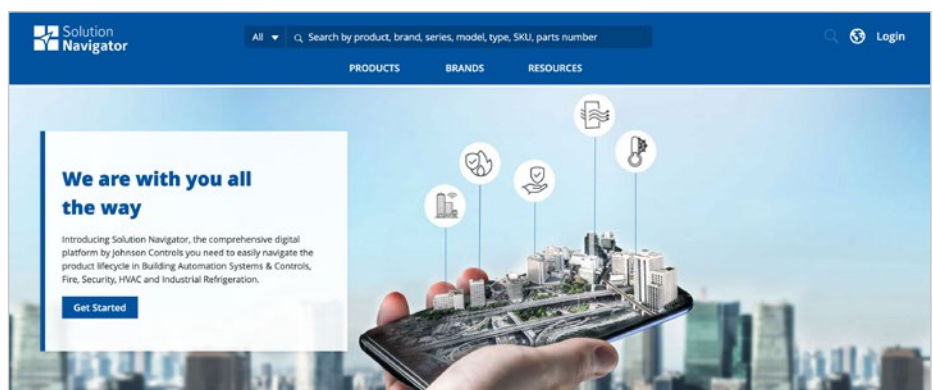 Solution
Navigator
All
Search by product, brand, series, model, type, SKU, parts number
Login
PRODUCTS
BRANDS
RESOURCES
We are with you all
the way
Introducing Solution Navigator, the comprehensive digital
platform by Johnson Controls you need to easily navigate the
product lifecycle in Building Automation Systems & Controls,
Fire, Security, HVAC and Industrial Refrigeration.
Get Started